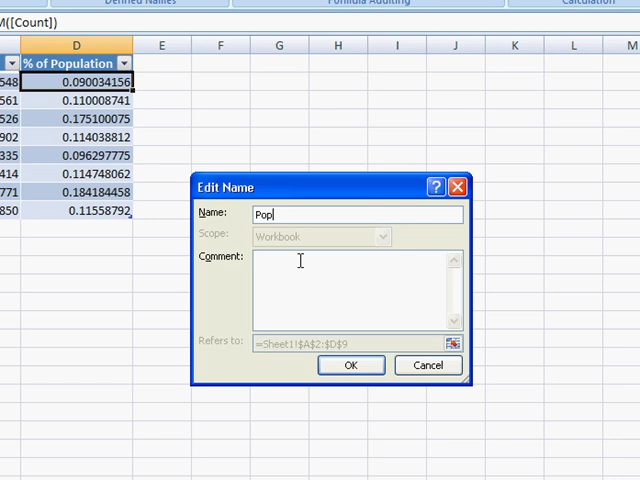 Defined Names Formula Auditing Calculation
M([Count])
D E F G H I J K L M
% of Population
548 0.090034156
561 0.110008741
526 0.175100075
902 0.114038812
335 0.096297775
414 0.114748062
771 0.184184458
850 0.11558792
Edit Name
Name: Pop
Scope: Workbook
Comment:
Refers to: =Sheet1!$A$2:$D$9
OK Cancel